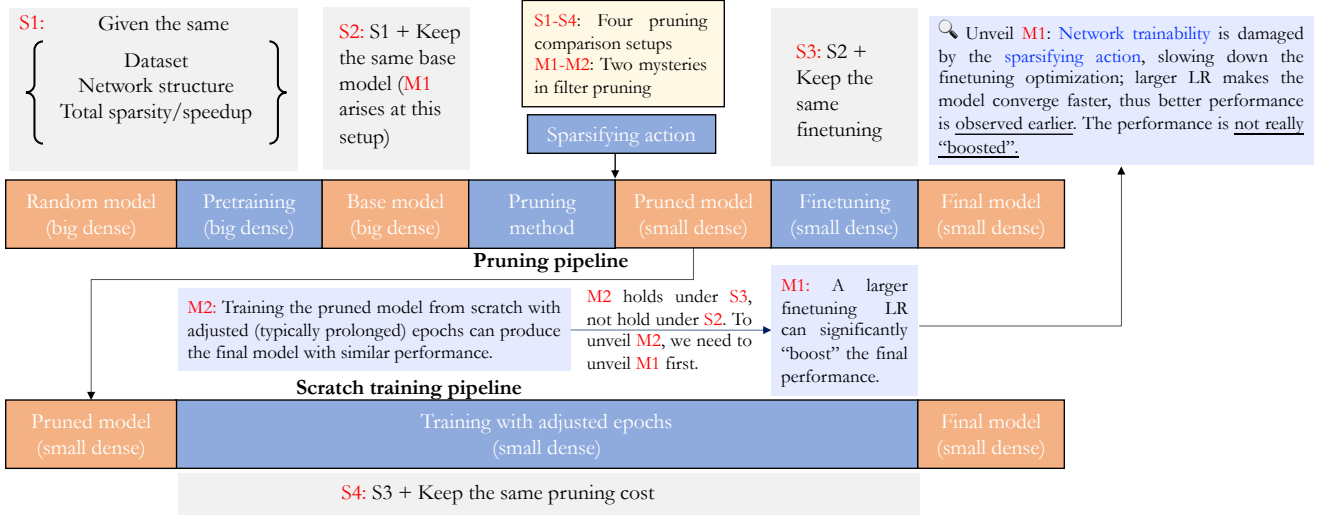 S1:
Given the same
Dataset
Network structure
Total sparsity/speedup
S2: S1 + Keep
the same base
model (M1
arises at this
setup)
S1-S4: Four pruning
comparison setups
M1-M2: Two mysteries
in filter pruning
Sparsifying action
S3: S2 +
Keep the
same
finetuning
Unveil M1: Network trainability is damaged
by the sparsifying action, slowing down the
finetuning optimization; larger LR makes the
model converge faster, thus better performance
is observed earlier. The performance is not really
“boosted”.
Random model
(big dense)
Pretraining
(big dense)
Base model
(big dense)
Pruning
method
Pruned model
(small dense)
Finetuning
(small dense)
Final model
(small dense)
Pruning pipeline
M2: Training the pruned model from scratch with
adjusted (typically prolonged) epochs can produce
the final model with similar performance.
M2 holds under S3,
not hold under S2. To
unveil M2, we need to
unveil M1 first.
M1: A larger
finetuning LR
can significantly
“boost” the final
performance.
Scratch training pipeline
Pruned model
(small dense)
Training with adjusted epochs
(small dense)
Final model
(small dense)
S4: S3 + Keep the same pruning cost